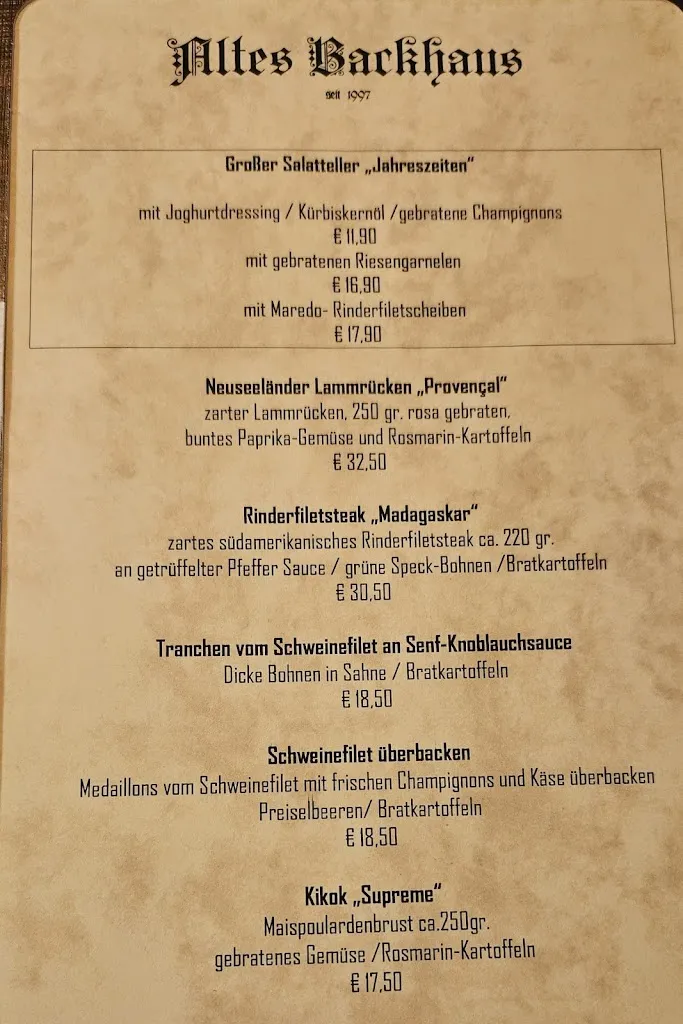 Altes Backhaus
seit 1997
Großer Salatteller „Jahreszeiten“
mit Joghurtdressing / Kürbiskernöl /gebratene Champignons
€ 11,90
mit gebratenen Riesengarnelen
€ 16,90
mit Maredo- Rinderfiletscheiben
€ 17,90
Neuseeländer Lammrücken „Provençal“
zarter Lammrücken, 250 gr. rosa gebraten,
buntes Paprika-Gemüse und Rosmarin-Kartoffeln
€ 32,50
Rinderfiletsteak „Madagaskar“
zartes südamerikanisches Rinderfiletsteak ca. 220 gr.
an getrüffelter Pfeffer Sauce / grüne Speck-Bohnen /Bratkartoffeln
€ 30,50
Tranchen vom Schweinefilet an Senf-Knoblauchsauce
Dicke Bohnen in Sahne / Bratkartoffeln
€ 18,50
Schweinefilet überbacken
Medaillons vom Schweinefilet mit frischen Champignons und Käse überbacken
Preiselbeeren/ Bratkartoffeln
€ 18,50
Kikok „Supreme“
Maispoulardenbrust ca.250gr.
gebratenes Gemüse /Rosmarin-Kartoffeln
€ 17,50